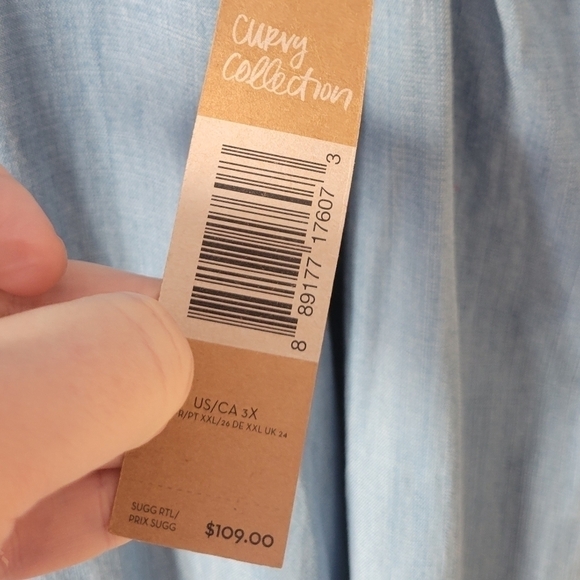 Curvy
Collection
8 89177 17607 3
US/CA 3X
R/PT XXL/26 DE XXL UK 24
SUGG RTL/
PRIX SUGG
$109.00